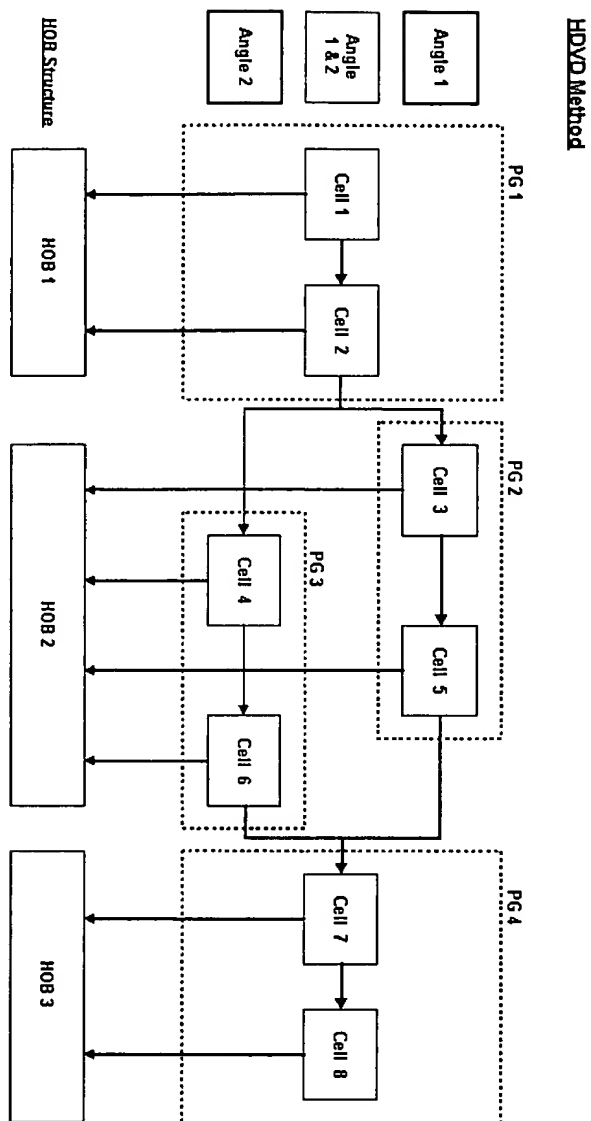 HDVD Method
Angle 1
Angle
1 & 2
Angle 2
PG 1
Cell 1
Cell 2
PG 2
Cell 3
Cell 5
PG 3
Cell 4
Cell 6
PG 4
Cell 7
Cell 8
HOB Structure
HOB 1
HOB 2
HOB 3